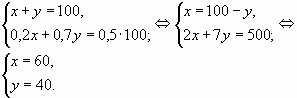 { x + y = 100, 0,2x + 0,7y = 0,5·100; ⇔ { x = 100 − y, 2x + 7y = 500; ⇔
{ x = 60, y = 40.